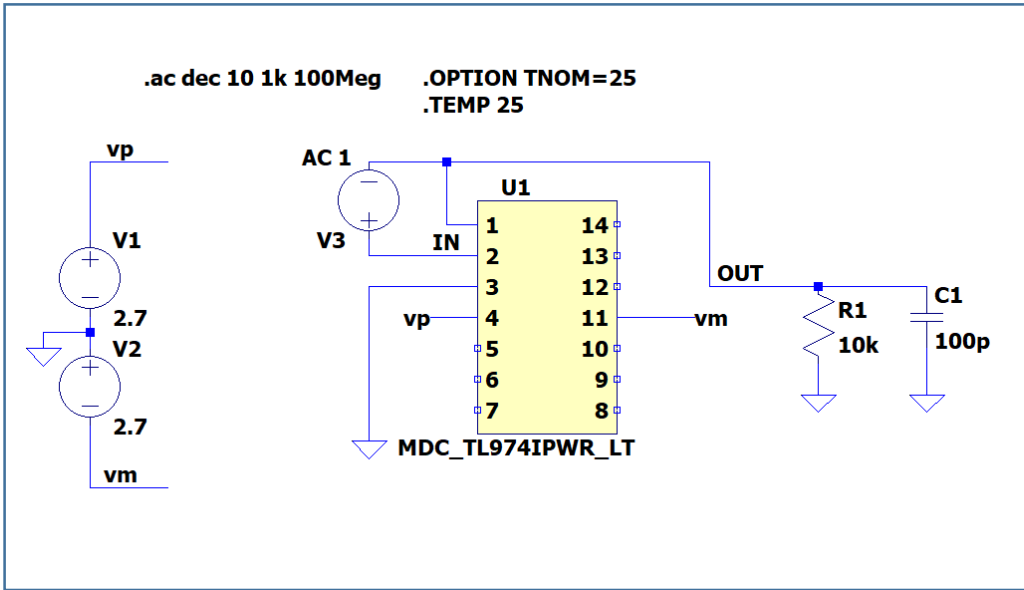 .ac dec 10 1k 100Meg
.OPTION TNOM=25
.TEMP 25
vp
V1
2.7
V2
2.7
vm
AC 1
V3
IN
U1
1 14
2 13
3 12
vp 4 11 vm
5 10
6 9
7 8
MDC_TL974IPWR_LT
OUT
R1
10k
C1
100p